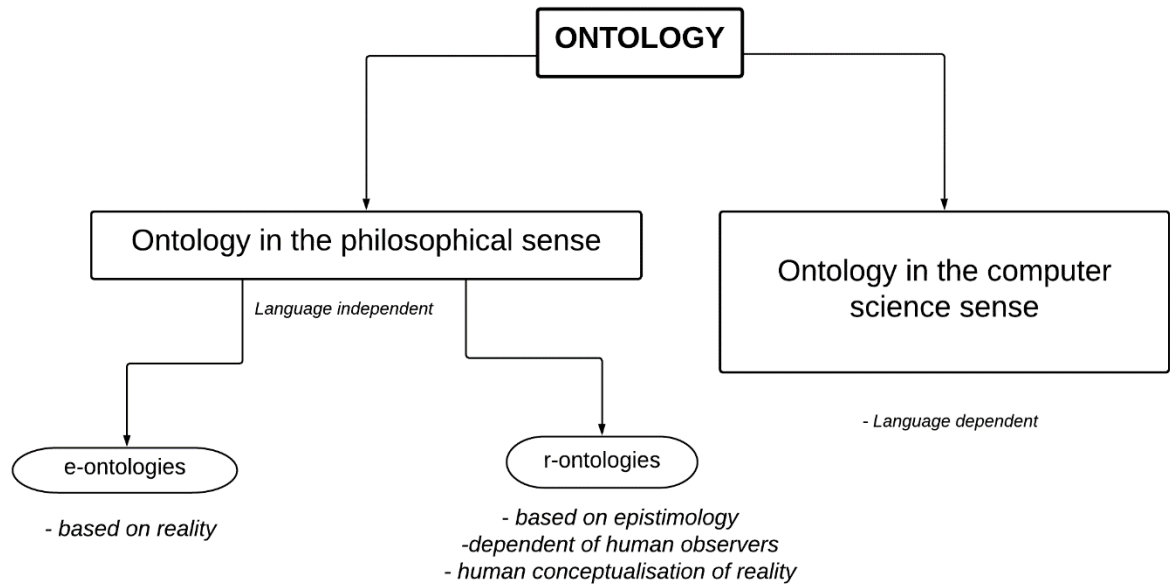 ONTOLOGY
Ontology in the philosophical sense
Language independent
Ontology in the computer
science sense
- Language dependent
e-ontologies
- based on reality
r-ontologies
- based on epistimology
-dependent of human observers
- human conceptualisation of reality